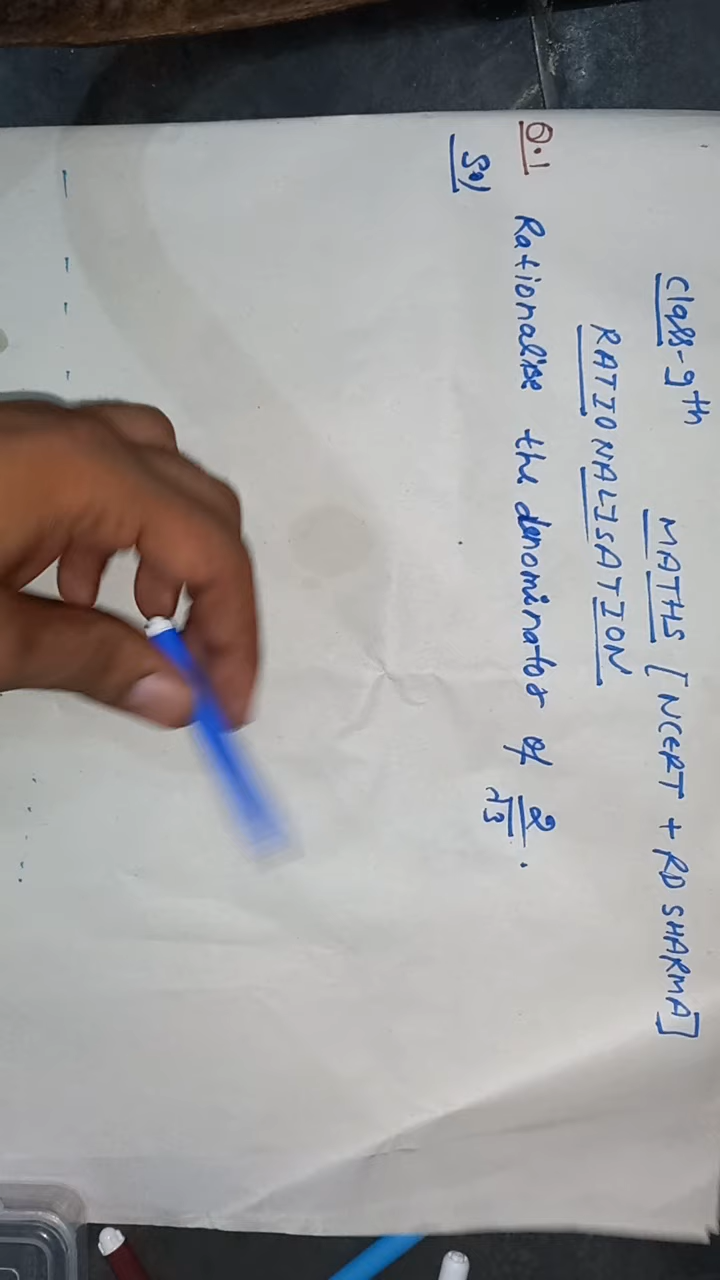 Class-9th MATHS [NCERT + RD SHARMA]
RATIONALISATION
Q.1 Rationalise the denominator of 2/√3.
Sol